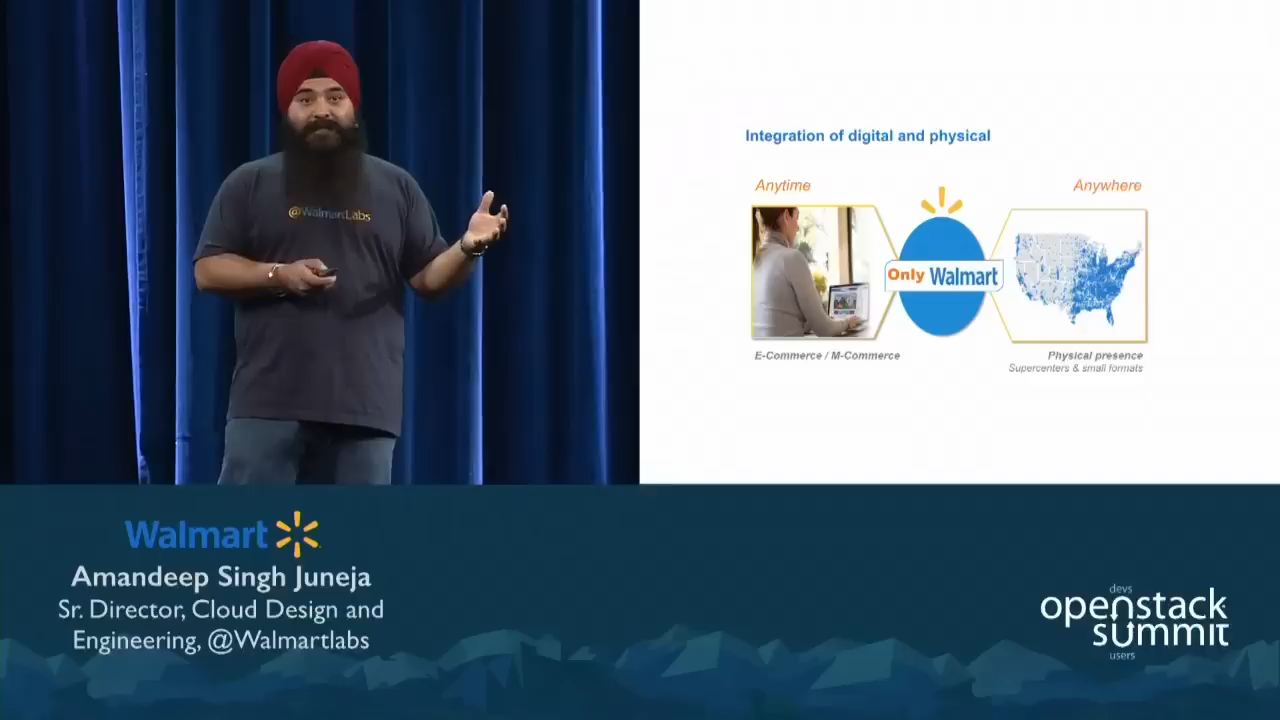 @WalmartLabs
Integration of digital and physical
Anytime
Anywhere
Only Walmart
E-Commerce / M-Commerce
Physical presence
Supercenters & small formats
Walmart
Amandeep Singh Juneja
Sr. Director, Cloud Design and
Engineering, @Walmartlabs
devs
openstack
summit
users